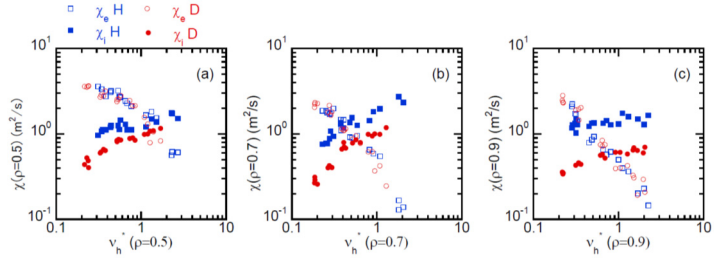 χe H χe D
χi H χi D
(a) (b) (c)
χ(ρ=0.5) (m²/s) χ(ρ=0.7) (m²/s) χ(ρ=0.9) (m²/s)
10¹ 10¹ 10¹
10⁰ 10⁰ 10⁰
10⁻¹ 10⁻¹ 10⁻¹
0.1 1 10 0.1 1 10 0.1 1 10
νh* (ρ=0.5) νh* (ρ=0.7) νh* (ρ=0.9)